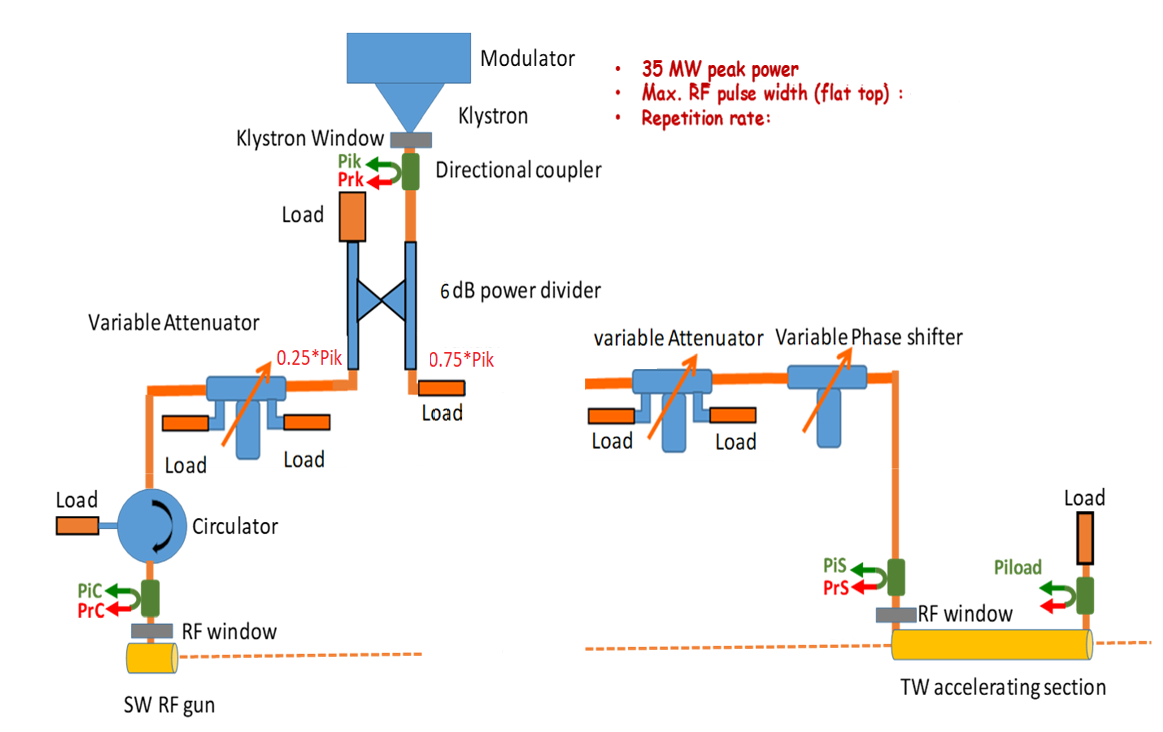 Modulator
• 35 MW peak power
• Max. RF pulse width (flat top) :
• Repetition rate:
Klystron
Klystron Window
Pik
Prk
Directional coupler
Load
6 dB power divider
Variable Attenuator
0.25*Pik
0.75*Pik
Load
Load
Load
variable Attenuator
Variable Phase shifter
Load
Load
Load
Circulator
Load
PiC
PrC
PiS
PrS
Piload
RF window
RF window
SW RF gun
TW accelerating section